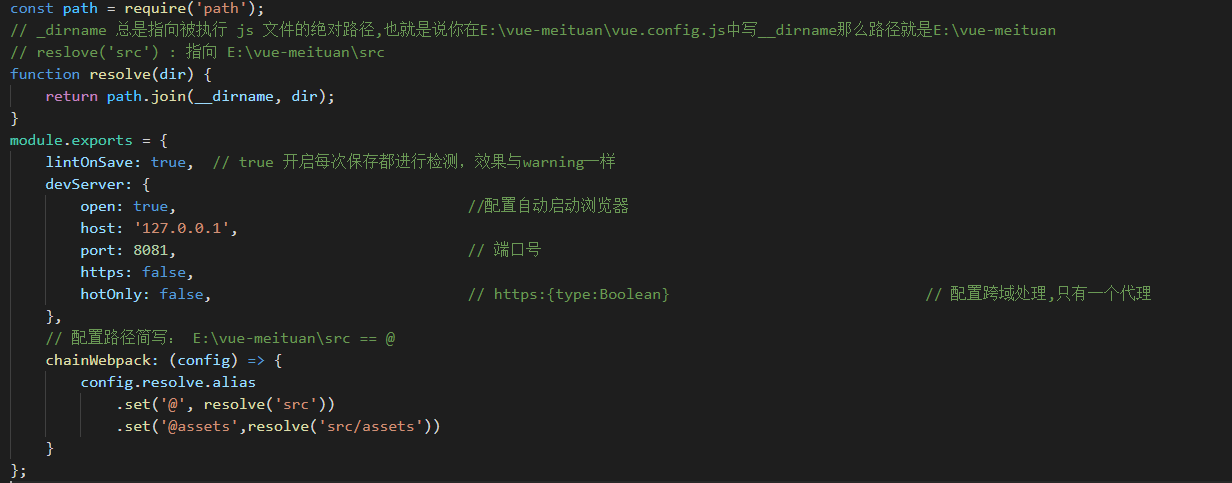 const path = require('path');
// _dirname 总是指向被执行 js 文件的绝对路径,也就是说你在E:\vue-meituan\vue.config.js中写__dirname那么路径就是E:\vue-meituan
// reslove('src') : 指向 E:\vue-meituan\src
function resolve(dir) {
    return path.join(__dirname, dir);
}
module.exports = {
    lintOnSave: true,  // true 开启每次保存都进行检测，效果与warning一样
    devServer: {
        open: true,                                 //配置自动启动浏览器
        host: '127.0.0.1',
        port: 8081,                                 // 端口号
        https: false,
        hotOnly: false,                             // https:{type:Boolean}                             // 配置跨域处理,只有一个代理
    },
    // 配置路径简写： E:\vue-meituan\src == @
    chainWebpack: (config) => {
        config.resolve.alias
            .set('@', resolve('src'))
            .set('@assets',resolve('src/assets'))
    }
};